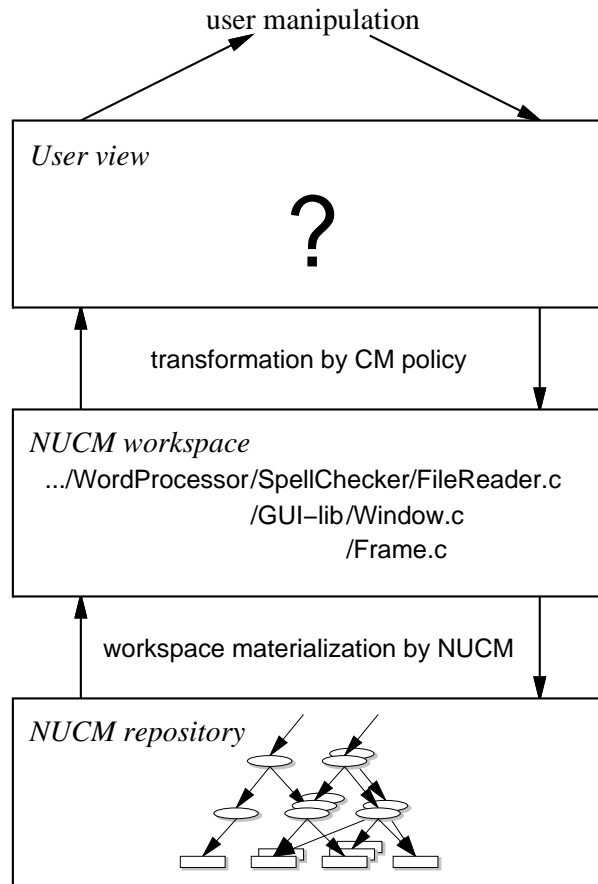 user manipulation
User view
?
transformation by CM policy
NUCM workspace
.../WordProcessor/SpellChecker/FileReader.c
/GUI−lib/Window.c
/Frame.c
workspace materialization by NUCM
NUCM repository